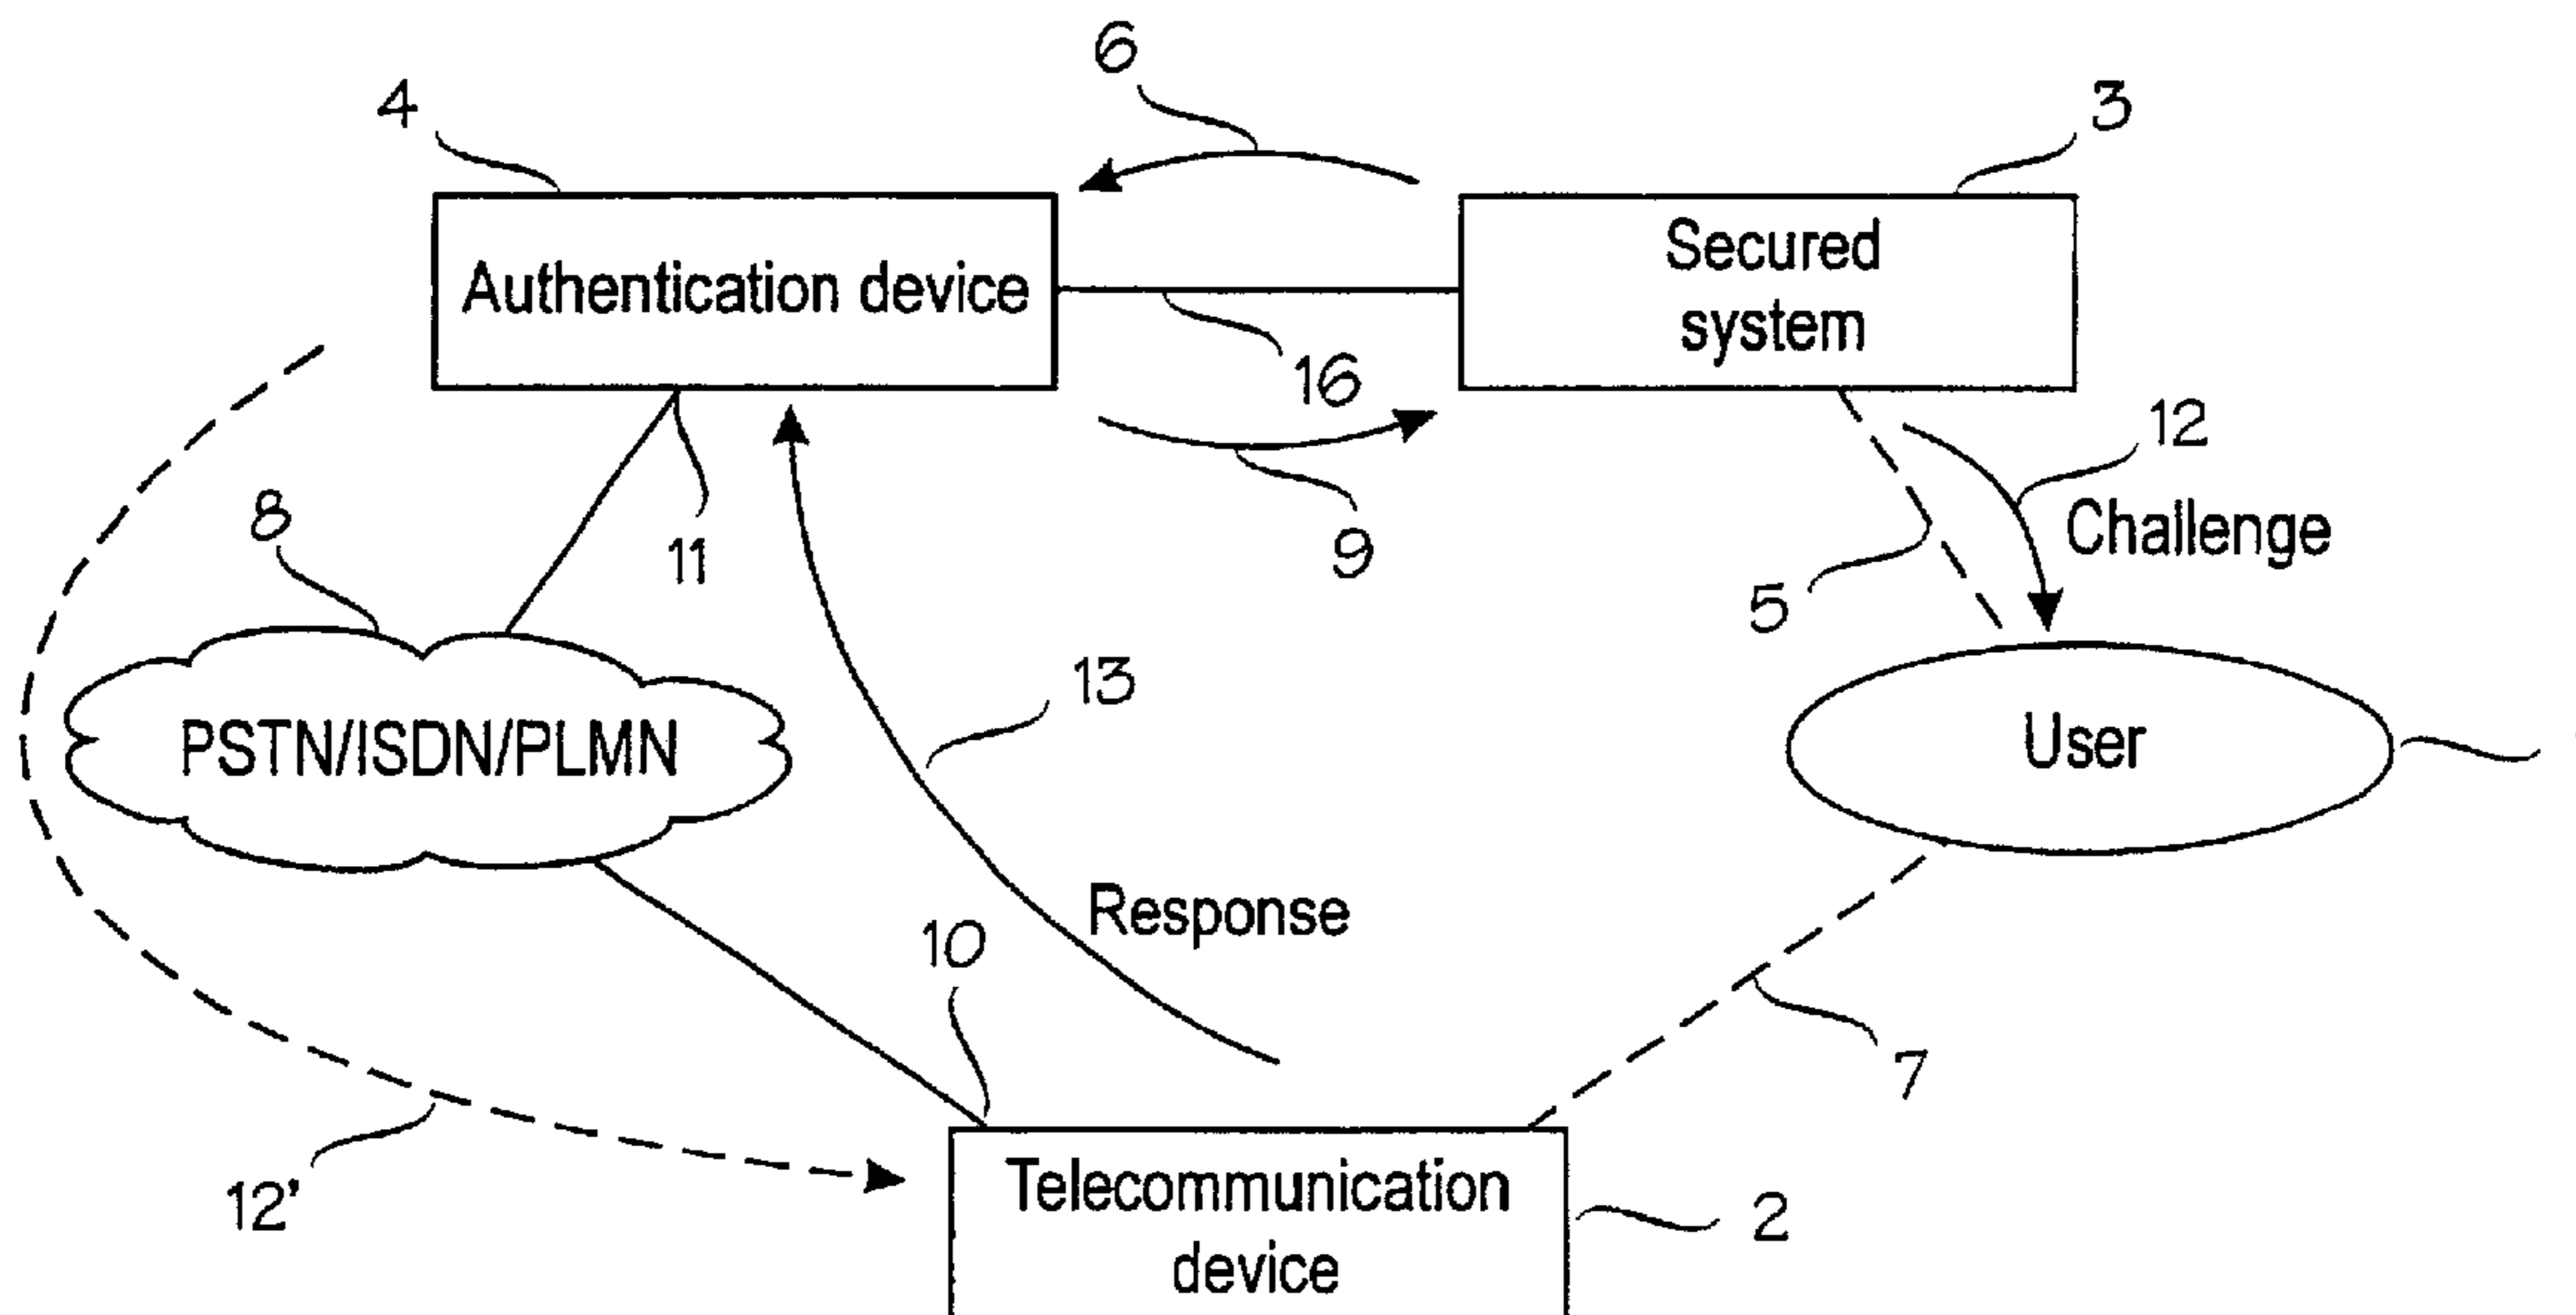 6
4
3
Authentication device
Secured
system
16
12
8
11
9
Challenge
5
13
PSTN/ISDN/PLMN
User
Response
10
7
12'
Telecommunication
device
2